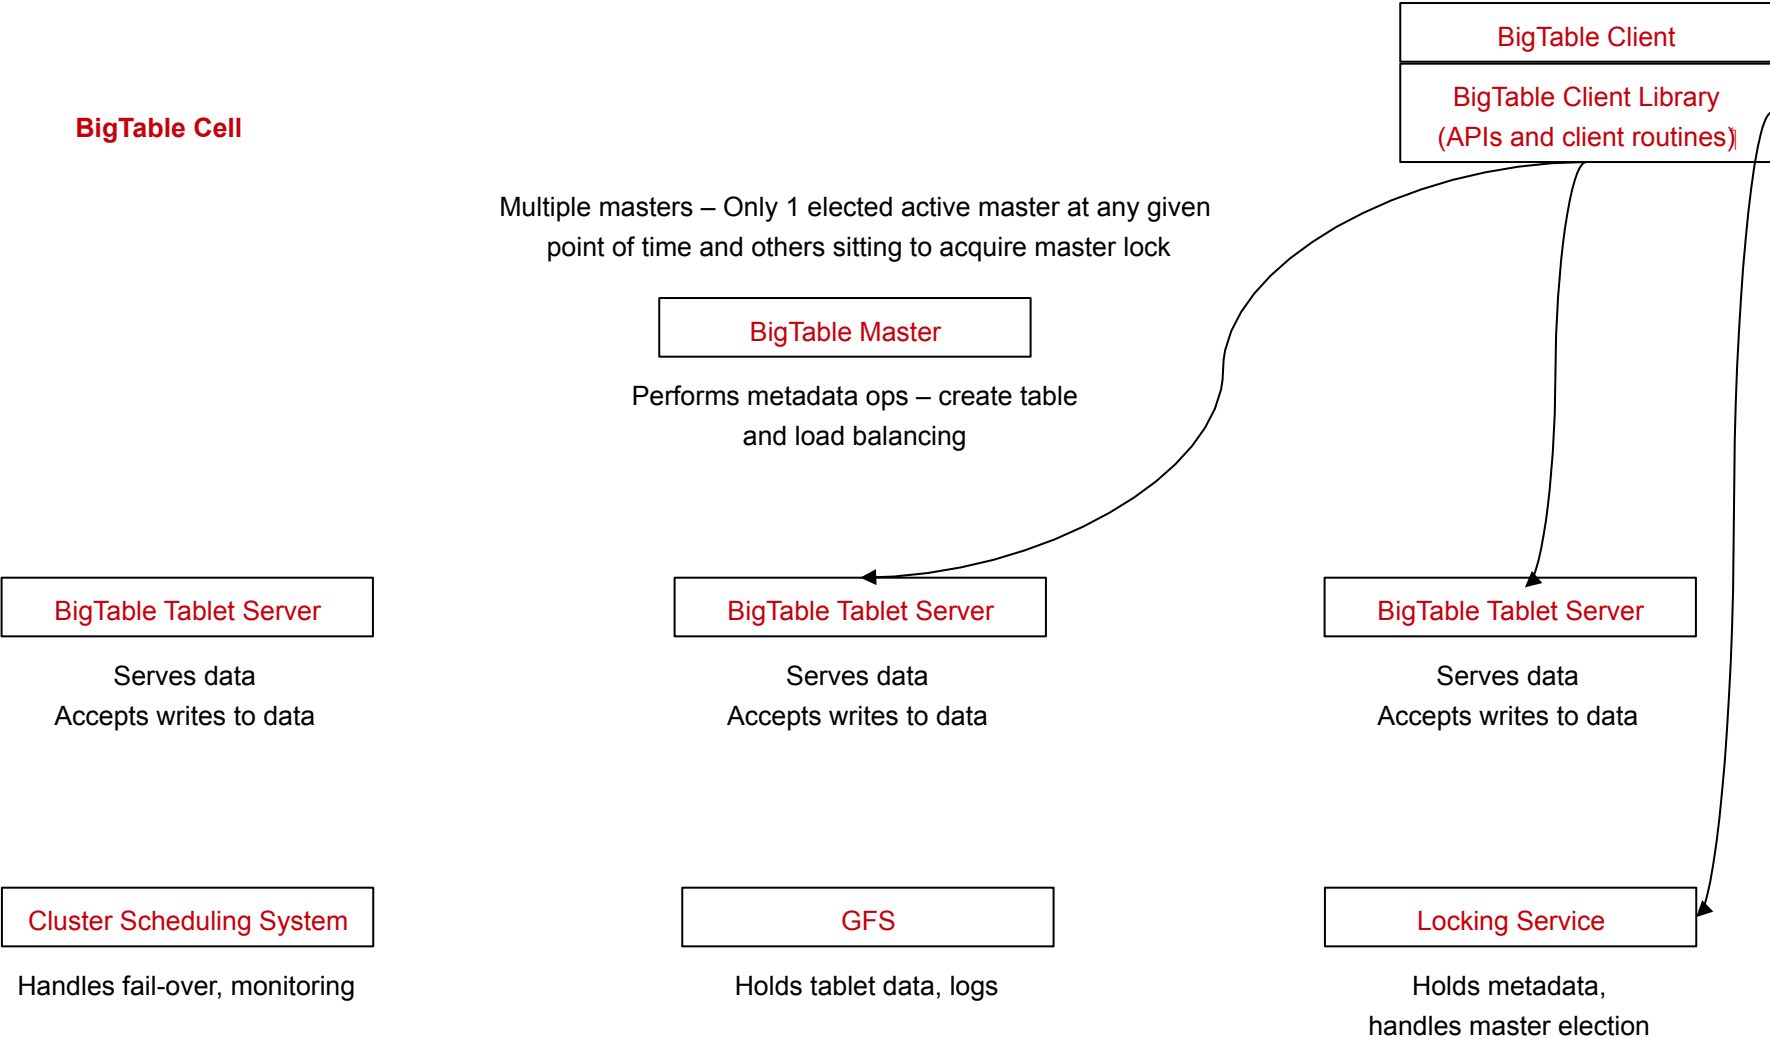 BigTable Client
BigTable Client Library
(APIs and client routines)
BigTable Cell
Multiple masters – Only 1 elected active master at any given
point of time and others sitting to acquire master lock
BigTable Master
Performs metadata ops – create table
and load balancing
BigTable Tablet Server
Serves data
Accepts writes to data
BigTable Tablet Server
Serves data
Accepts writes to data
BigTable Tablet Server
Serves data
Accepts writes to data
Cluster Scheduling System
Handles fail-over, monitoring
GFS
Holds tablet data, logs
Locking Service
Holds metadata,
handles master election